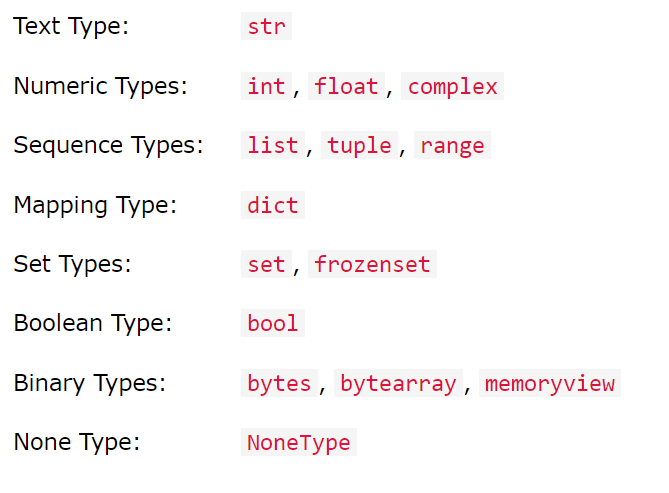 Text Type: str
Numeric Types: int, float, complex
Sequence Types: list, tuple, range
Mapping Type: dict
Set Types: set, frozenset
Boolean Type: bool
Binary Types: bytes, bytearray, memoryview
None Type: NoneType